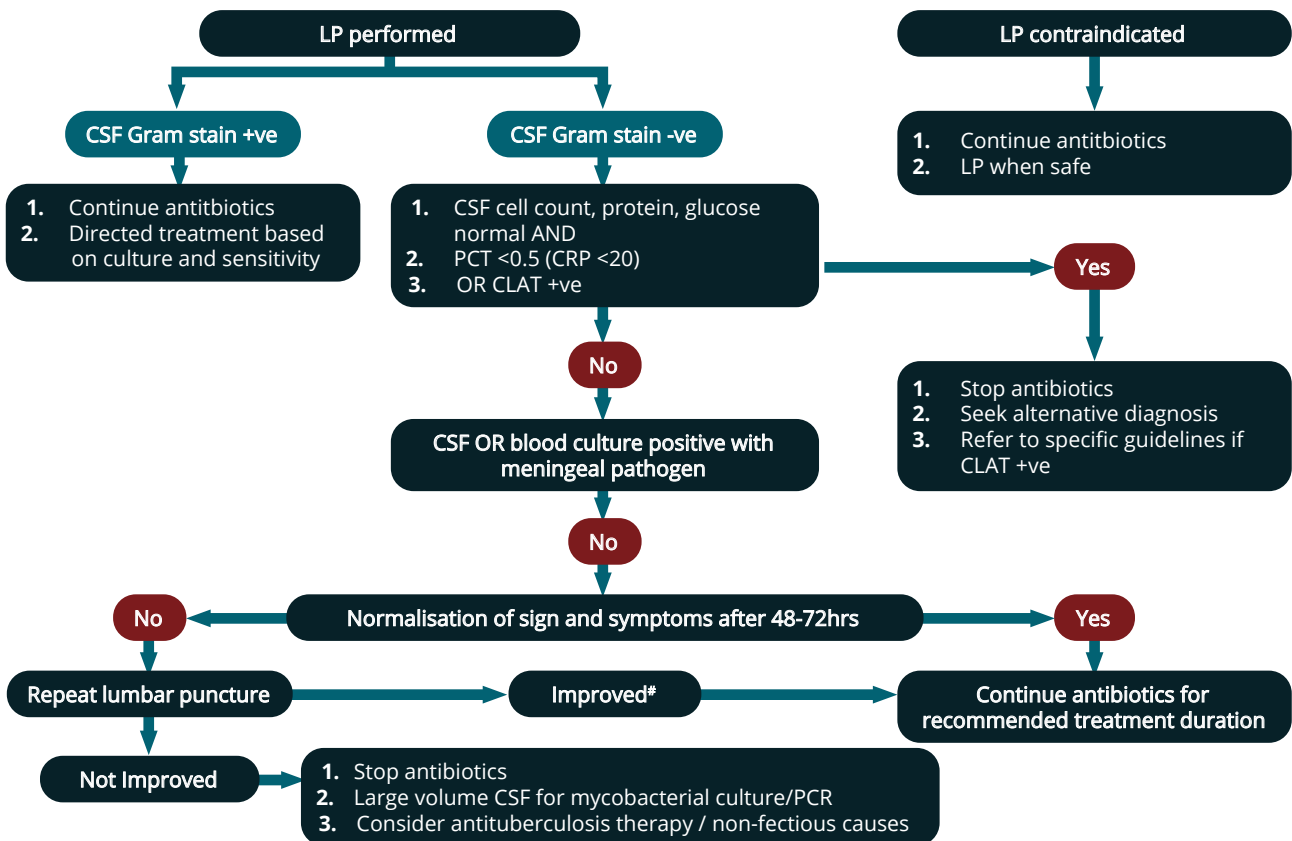 LP performed
LP contraindicated
CSF Gram stain +ve
CSF Gram stain -ve
1. Continue antitbiotics
2. LP when safe
1. Continue antitbiotics
2. Directed treatment based
on culture and sensitivity
1. CSF cell count, protein, glucose
normal AND
2. PCT <0.5 (CRP <20)
3. OR CLAT +ve
Yes
No
1. Stop antibiotics
2. Seek alternative diagnosis
3. Refer to specific guidelines if
CLAT +ve
CSF OR blood culture positive with
meningeal pathogen
No
No
Normalisation of sign and symptoms after 48-72hrs
Yes
Repeat lumbar puncture
Improved#
Continue antibiotics for
recommended treatment duration
Not Improved
1. Stop antibiotics
2. Large volume CSF for mycobacterial culture/PCR
3. Consider antituberculosis therapy / non-fectious causes